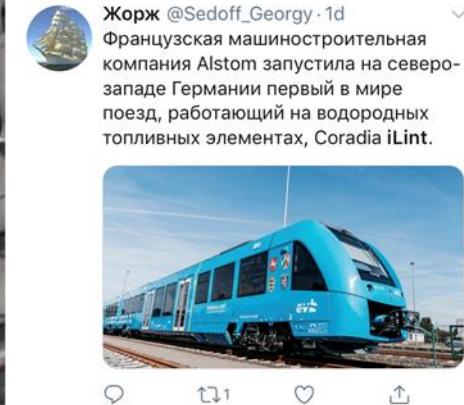 Жорж @Sedoff_Georgy · 1d
Французская машиностроительная
компания Alstom запустила на северо-
западе Германии первый в мире
поезд, работающий на водородных
топливных элементах, Coradia iLint.
evb
1